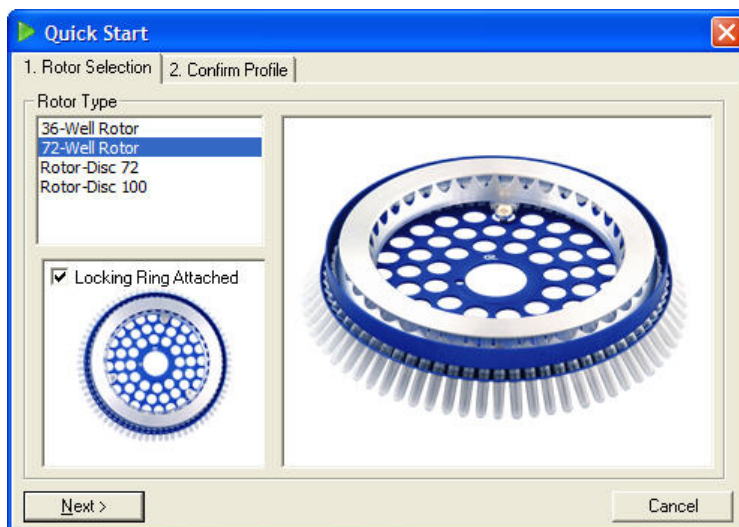 Quick Start
1. Rotor Selection
2. Confirm Profile
Rotor Type
36-Well Rotor
72-Well Rotor
Rotor-Disc 72
Rotor-Disc 100
Locking Ring Attached
Next >
Cancel